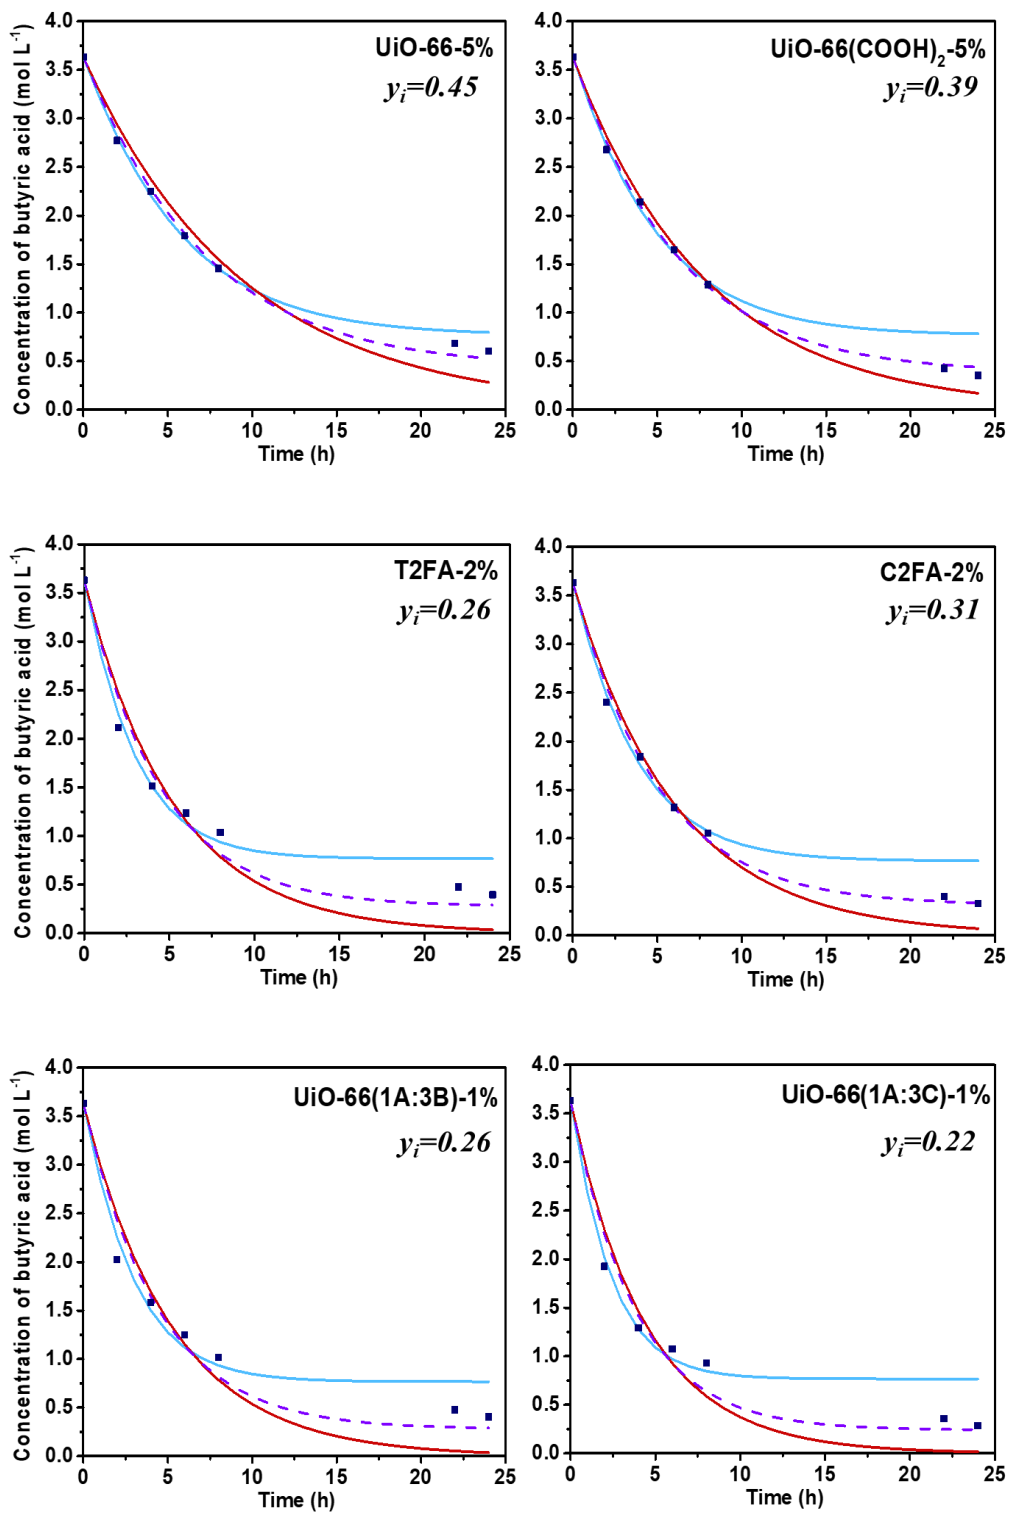 Concentration of butyric acid (mol L⁻¹)
4.0
3.5
3.0
2.5
2.0
1.5
1.0
0.5
0.0
UiO-66-5%
yᵢ=0.45
0 5 10 15 20 25
Time (h)
4.0
3.5
3.0
2.5
2.0
1.5
1.0
0.5
0.0
UiO-66(COOH)₂-5%
yᵢ=0.39
0 5 10 15 20 25
Time (h)
Concentration of butyric acid (mol L⁻¹)
4.0
3.5
3.0
2.5
2.0
1.5
1.0
0.5
0.0
T2FA-2%
yᵢ=0.26
0 5 10 15 20 25
Time (h)
4.0
3.5
3.0
2.5
2.0
1.5
1.0
0.5
0.0
C2FA-2%
yᵢ=0.31
0 5 10 15 20 25
Time (h)
Concentration of butyric acid (mol L⁻¹)
4.0
3.5
3.0
2.5
2.0
1.5
1.0
0.5
0.0
UiO-66(1A:3B)-1%
yᵢ=0.26
0 5 10 15 20 25
Time (h)
4.0
3.5
3.0
2.5
2.0
1.5
1.0
0.5
0.0
UiO-66(1A:3C)-1%
yᵢ=0.22
0 5 10 15 20 25
Time (h)